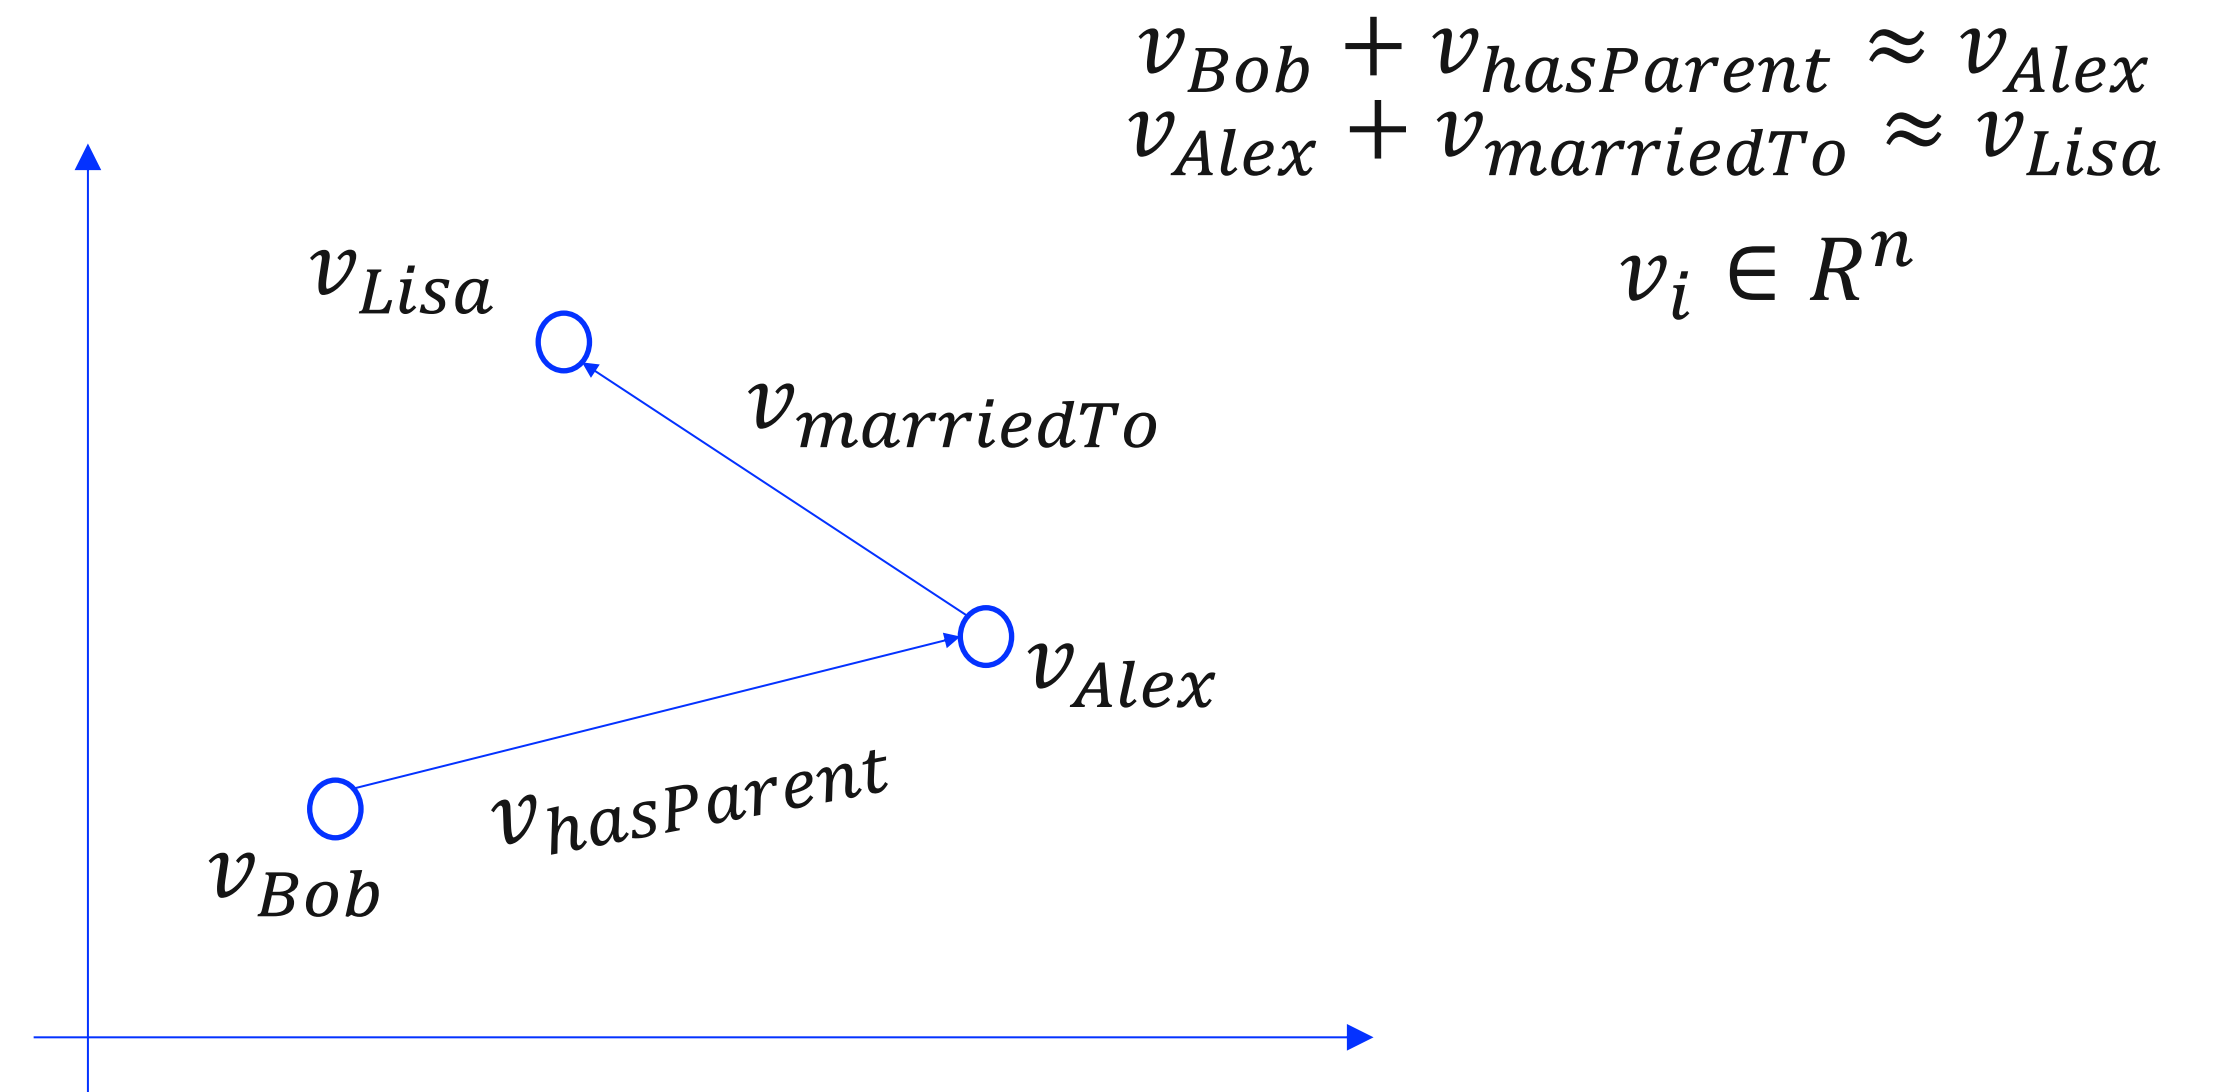 v_Bob + v_hasParent ≈ v_Alex
v_Alex + v_marriedTo ≈ v_Lisa
v_i ∈ R^n
v_Lisa
v_marriedTo
v_Alex
v_hasParent
v_Bob